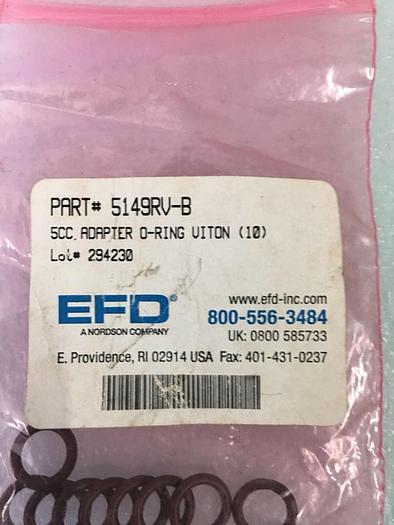 PART# 5149RV-B
5CC. ADAPTER O-RING VITON (10)
Lot# 294230
EFD®
A NORDSON COMPANY
www.efd-inc.com
800-556-3484
UK: 0800 585733
E. Providence, RI 02914 USA Fax: 401-431-0237